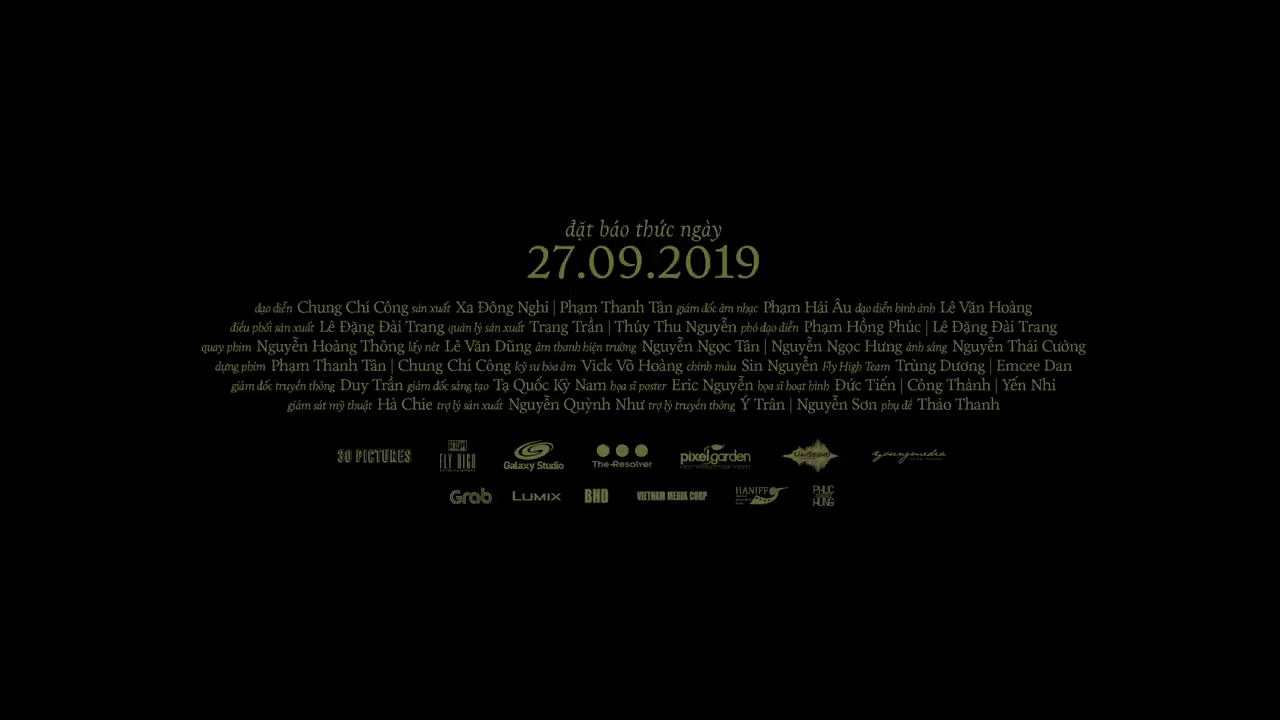 đặt báo thức ngày
27.09.2019
đạo diễn Chung Chí Công sản xuất Xa Đông Nghi | Phạm Thanh Tân giám đốc âm nhạc Phạm Hải Âu đạo diễn hình ảnh Lê Văn Hoàng
điều phối sản xuất Lê Đặng Đài Trang quản lý sản xuất Trang Trần | Thúy Thu Nguyễn phó đạo diễn Phạm Hồng Phúc | Lê Đặng Đài Trang
quay phim Nguyễn Hoàng Thông lấy nét Lê Văn Dũng âm thanh hiện trường Nguyễn Ngọc Tân | Nguyễn Ngọc Hưng ánh sáng Nguyễn Thái Cường
dựng phim Phạm Thanh Tân | Chung Chí Công kỹ sư hòa âm Vick Võ Hoàng chỉnh màu Sin Nguyễn Fly High Team Trùng Dương | Emcee Dan
giám đốc truyền thông Duy Trần giám đốc sáng tạo Tạ Quốc Kỳ Nam họa sĩ poster Eric Nguyễn họa sĩ hoạt hình Đức Tiến | Công Thành | Yến Nhi
giám sát mỹ thuật Hà Chie trợ lý sản xuất Nguyễn Quỳnh Như trợ lý truyền thông Ý Trân | Nguyễn Sơn phụ đề Thảo Thanh
30 PICTURES FLY HIGH Galaxy Studio The-Resolver pixel garden youngmedia
Grab LUMIX BHD VIETNAM MEDIA CORP HANIFF PHUC HUNG